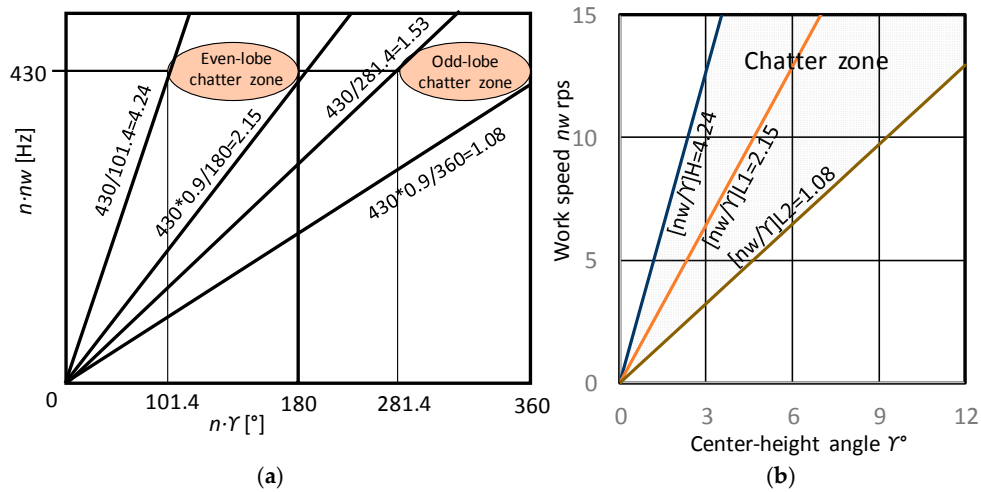 430
n·nw [Hz]
Even-lobe
chatter zone
Odd-lobe
chatter zone
430/101.4=4.24
430*0.9/180=2.15
430/281.4=1.53
430*0.9/360=1.08
0
101.4
180
281.4
360
n·ϒ [°]
(a)
15
10
5
0
Work speed nw rps
Chatter zone
[nw/ϒ]H=4.24
[nw/ϒ]L1=2.15
[nw/ϒ]L2=1.08
0
3
6
9
12
Center-height angle ϒ°
(b)